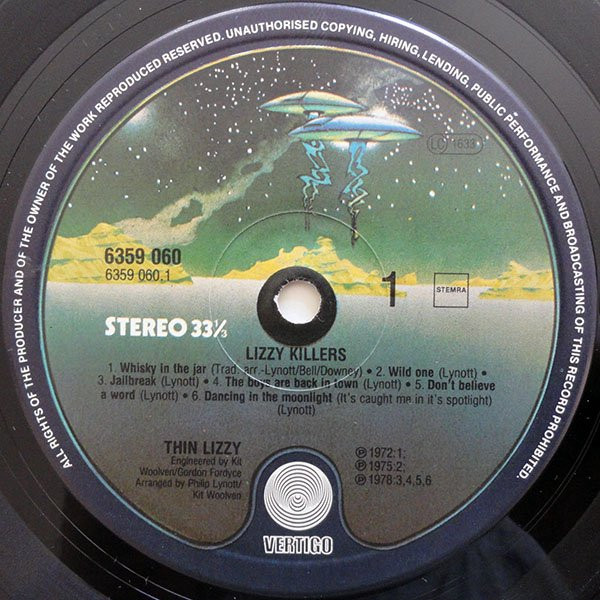 ALL RIGHTS OF THE PRODUCER AND OF THE OWNER OF THE WORK REPRODUCED RESERVED. UNAUTHORISED COPYING, HIRING, LENDING, PUBLIC PERFORMANCE AND BROADCASTING OF THIS RECORD PROHIBITED.
LC 1633
6359 060
6359 060.1
1
STEMRA
STEREO 33⅓
LIZZY KILLERS
1. Whisky in the jar (Trad. arr.-Lynott/Bell/Downey) • 2. Wild one (Lynott) •
3. Jailbreak (Lynott) • 4. The boys are back in town (Lynott) • 5. Don't believe
a word (Lynott) • 6. Dancing in the moonlight (It's caught me in it's spotlight)
(Lynott)
THIN LIZZY
Engineered by Kit
Woolven/Gordon Fordyce
Arranged by Philip Lynott/
Kit Woolven
℗ 1972:1;
℗ 1975:2;
℗ 1978:3,4,5,6
VERTIGO